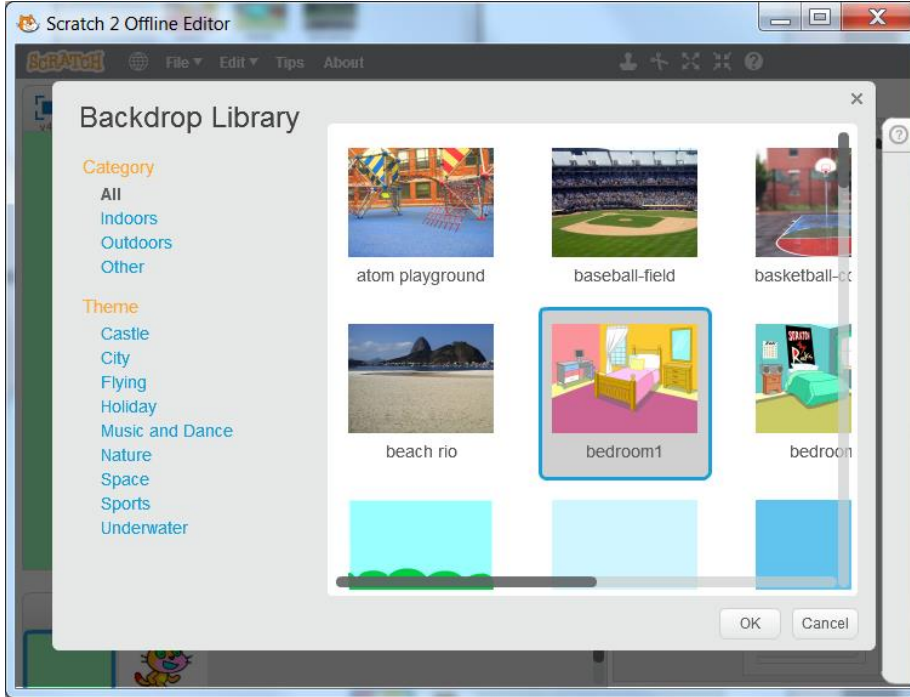 Scratch 2 Offline Editor
SCRATCH File Edit Tips About
Backdrop Library
Category
All
Indoors
Outdoors
Other
Theme
Castle
City
Flying
Holiday
Music and Dance
Nature
Space
Sports
Underwater
atom playground
baseball-field
beach rio
bedroom1
OK
Cancel